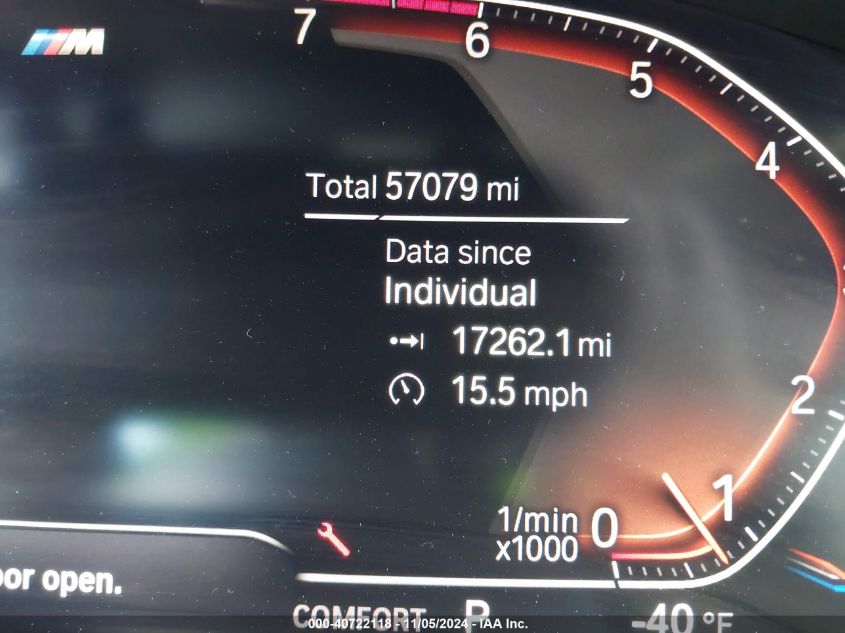 M
7
6
5
4
Total 57079 mi
Data since
Individual
17262.1 mi
15.5 mph
2
1
1/min
x1000
0
oor open.
COMFORT P -40 °F
000-40722118 - 11/05/2024 - IAA Inc.